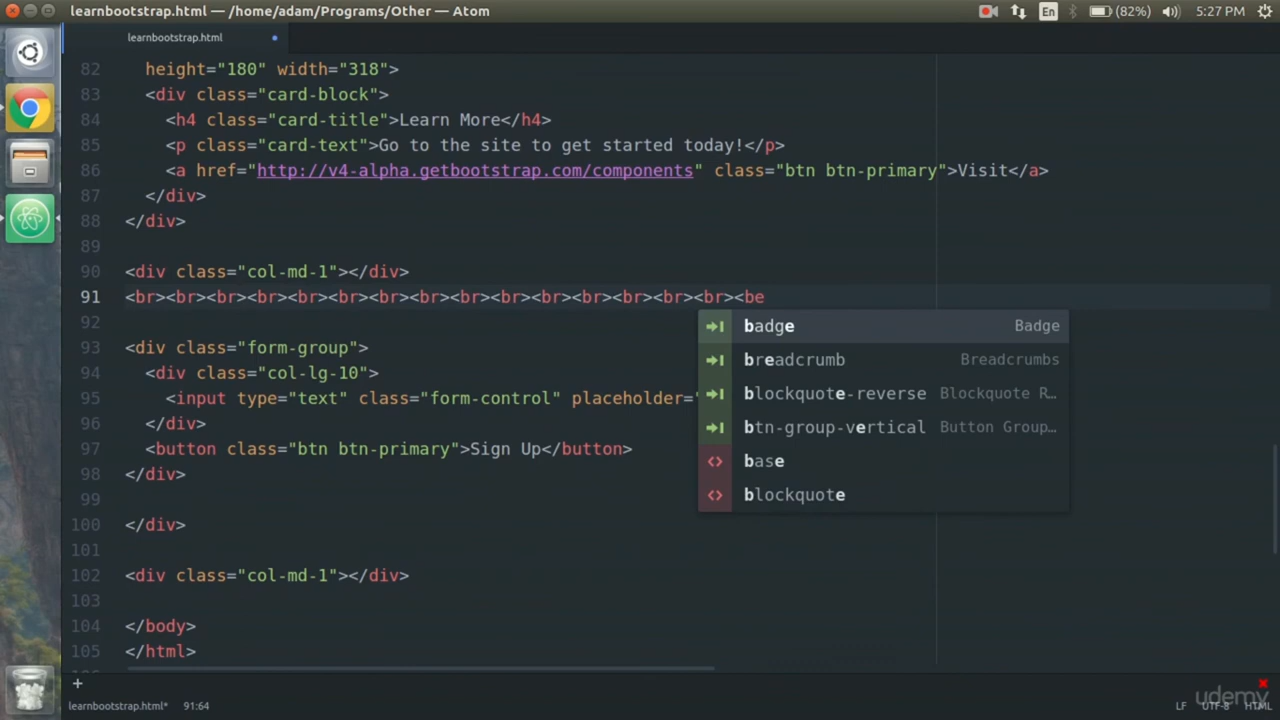 learnbootstrap.html — /home/adam/Programs/Other — Atom
En (82%) 5:27 PM
learnbootstrap.html
82 height="180" width="318">
83 <div class="card-block">
84 <h4 class="card-title">Learn More</h4>
85 <p class="card-text">Go to the site to get started today!</p>
86 <a href="http://v4-alpha.getbootstrap.com/components" class="btn btn-primary">Visit</a>
87 </div>
88 </div>
89
90 <div class="col-md-1"></div>
91 <br><br><br><br><br><br><br><br><br><br><br><br><br><br><br><be
92
93 <div class="form-group">
94 <div class="col-lg-10">
95 <input type="text" class="form-control" placeholder="
96 </div>
97 <button class="btn btn-primary">Sign Up</button>
98 </div>
99
100 </div>
101
102 <div class="col-md-1"></div>
103
104 </body>
105 </html>
badge Badge
breadcrumb Breadcrumbs
blockquote-reverse Blockquote R…
btn-group-vertical Button Group…
<> base
<> blockquote
+
learnbootstrap.html* 91:64 LF UTF-8 HTML
udemy